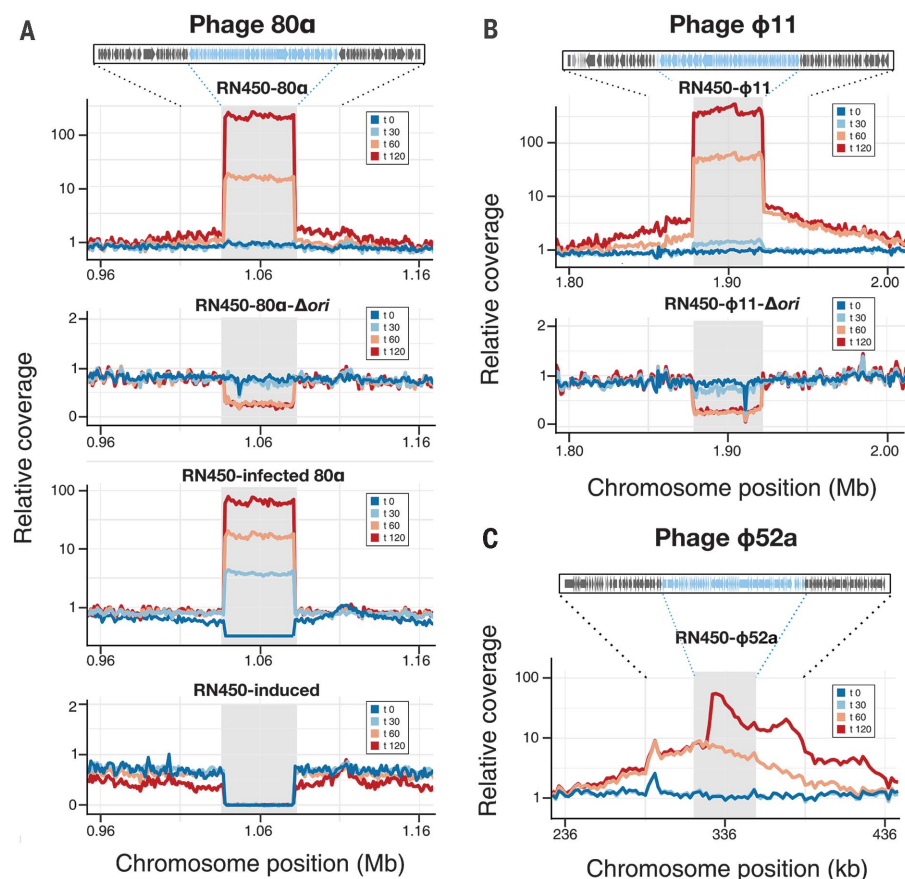 A
Phage 80α
RN450-80α
100
10
1
t 0
t 30
t 60
t 120
0.96
1.06
1.16
RN450-80α-Δori
2
1
0
t 0
t 30
t 60
t 120
0.96
1.06
1.16
RN450-infected 80α
100
10
1
t 0
t 30
t 60
t 120
0.96
1.06
1.16
RN450-induced
2
1
0
t 0
t 30
t 60
t 120
0.96
1.06
1.16
Relative coverage
Chromosome position (Mb)
B
Phage ϕ11
RN450-ϕ11
100
10
1
t 0
t 30
t 60
t 120
1.80
1.90
2.00
RN450-ϕ11-Δori
2
1
0
t 0
t 30
t 60
t 120
1.80
1.90
2.00
Relative coverage
Chromosome position (Mb)
C
Phage ϕ52a
RN450-ϕ52a
100
10
1
t 0
t 30
t 60
t 120
236
336
436
Relative coverage
Chromosome position (kb)